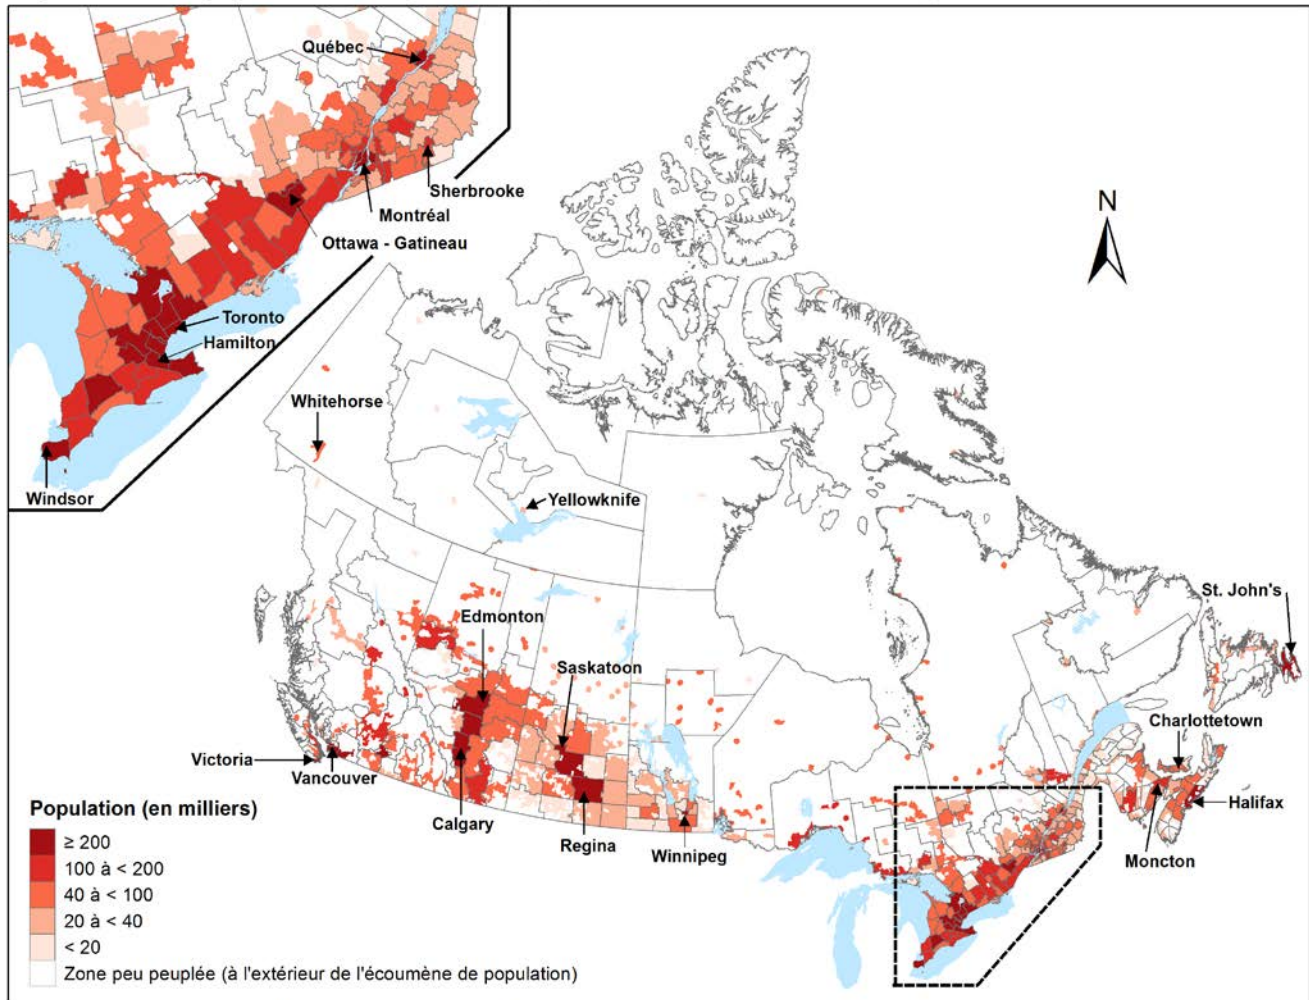 Québec
Sherbrooke
Montréal
Ottawa - Gatineau
Toronto
Hamilton
Windsor
N
Whitehorse
Yellowknife
Edmonton
Saskatoon
St. John's
Charlottetown
Victoria
Vancouver
Calgary
Regina
Winnipeg
Halifax
Moncton
Population (en milliers)
≥ 200
100 à < 200
40 à < 100
20 à < 40
< 20
Zone peu peuplée (à l'extérieur de l'écoumène de population)